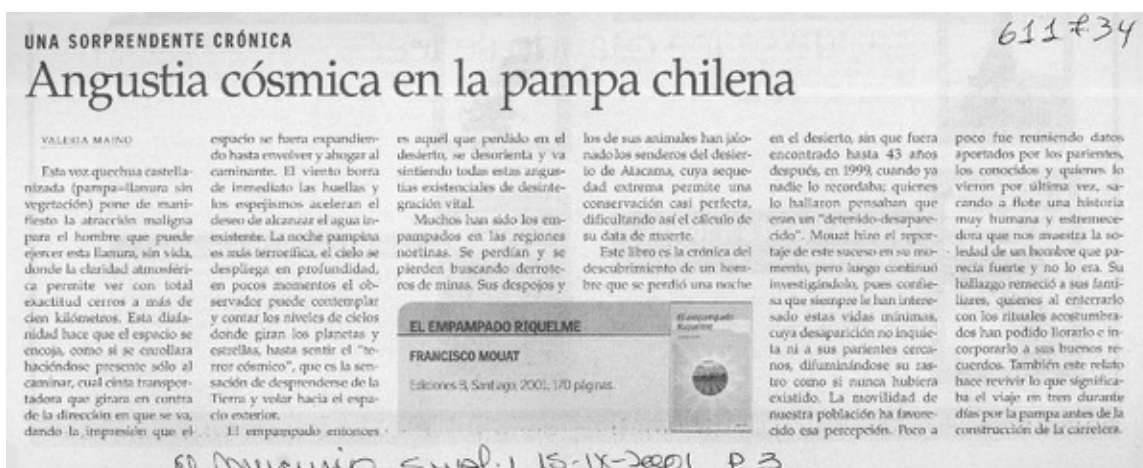 611734
UNA SORPRENDENTE CRÓNICA
Angustia cósmica en la pampa chilena
VALERIA MAINO
Esta voz quechua castella-
nizada (pampa=llanura sin
vegetación) pone de mani-
fiesto la atracción maligna
para el hombre que puede
ejercer esta llanura, sin vida,
donde la claridad atmosféri-
ca permite ver con total
exactitud cerros a más de
cien kilómetros. Esta diafa-
nidad hace que el espacio se
encoja, como si se enrollara
haciéndose presente sólo al
caminar, cual cinta transpor-
tadora que girara en contra
de la dirección en que se va,
dando la impresión que el
espacio se fuera expandien-
do hasta envolver y ahogar al
caminante. El viento borra
de inmediato las huellas y
los espejismos aceleran el
deseo de alcanzar el agua in-
existente. La noche pampina
es más terrorífica, el cielo se
despliega en profundidad,
en pocos momentos el ob-
servador puede contemplar
y contar los niveles de cielos
donde giran los planetas y
estrellas, hasta sentir el "te-
rror cósmico", que es la sen-
sación de desprenderse de la
Tierra y volar hacia el espa-
cio exterior.
El empampado entonces
es aquél que perdido en el
desierto, se desorienta y va
sintiendo todas estas angus-
tias existenciales de desinte-
gración vital.
Muchos han sido los em-
pampados en las regiones
nortinas. Se perdían y se
pierden buscando derrote-
ros de minas. Sus despojos y
los de sus animales han jalo-
nado los senderos del desier-
to de Atacama, cuya seque-
dad extrema permite una
conservación casi perfecta,
dificultando así el cálculo de
su data de muerte.
Este libro es la crónica del
descubrimiento de un hom-
bre que se perdió una noche
en el desierto, sin que fuera
encontrado hasta 43 años
después, en 1999, cuando ya
nadie lo recordaba; quienes
lo hallaron pensaban que
eran un "detenido-desapare-
cido". Mouat hizo el repor-
taje de este suceso en su mo-
mento, pero luego continuó
investigándolo, pues confie-
sa que siempre le han intere-
sado estas vidas mínimas,
cuya desaparición no inquie-
ta ni a sus parientes cerca-
nos, difuminándose su ras-
tro como si nunca hubiera
existido. La movilidad de
nuestra población ha favore-
cido esa percepción. Poco a
poco fue reuniendo datos
aportados por los parientes,
los conocidos y quienes lo
vieron por última vez, sa-
cando a flote una historia
muy humana y estremece-
dora que nos muestra la so-
ledad de un hombre que pa-
recía fuerte y no lo era. Su
hallazgo remeció a sus fami-
liares, quienes al enterrarlo
con los rituales acostumbra-
dos han podido llorarlo e in-
corporarlo a sus buenos re-
cuerdos. También este relato
hace revivir lo que significa-
ba el viaje en tren durante
días por la pampa antes de la
construcción de la carretera.
EL EMPAMPADO RIQUELME
FRANCISCO MOUAT
Ediciones B, Santiago, 2001, 170 páginas.
El empampado
Riquelme
El Mercurio Supl. 15-IX-2001 P. 3